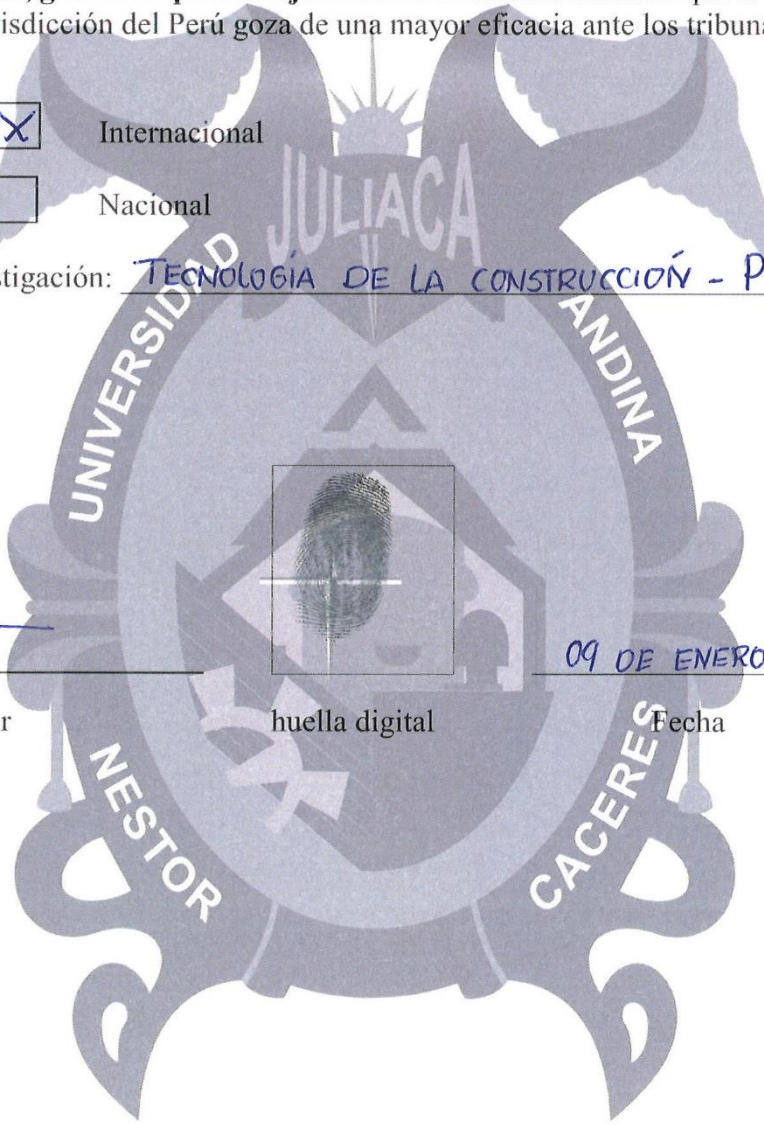 risdicción del Perú goza de una mayor eficacia ante los tribuna
X Internacional
Nacional
JULIACA
stigación: TECNOLOGÍA DE LA CONSTRUCCIÓN - P
UNIVERSIDAD
ANDINA
09 DE ENERO
r
huella digital
Fecha
NESTOR
CACERES